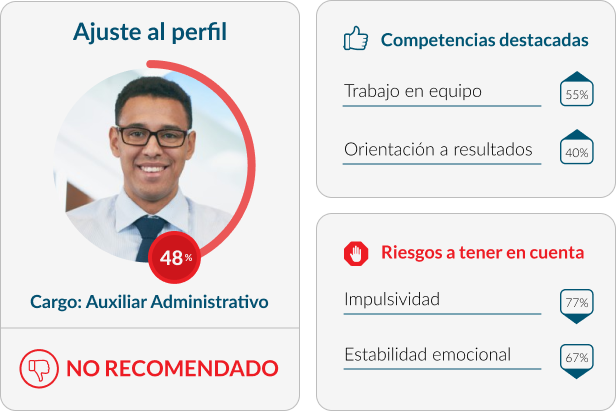 Ajuste al perfil
48%
Cargo: Auxiliar Administrativo
NO RECOMENDADO
Competencias destacadas
Trabajo en equipo 55%
Orientación a resultados 40%
Riesgos a tener en cuenta
Impulsividad 77%
Estabilidad emocional 67%